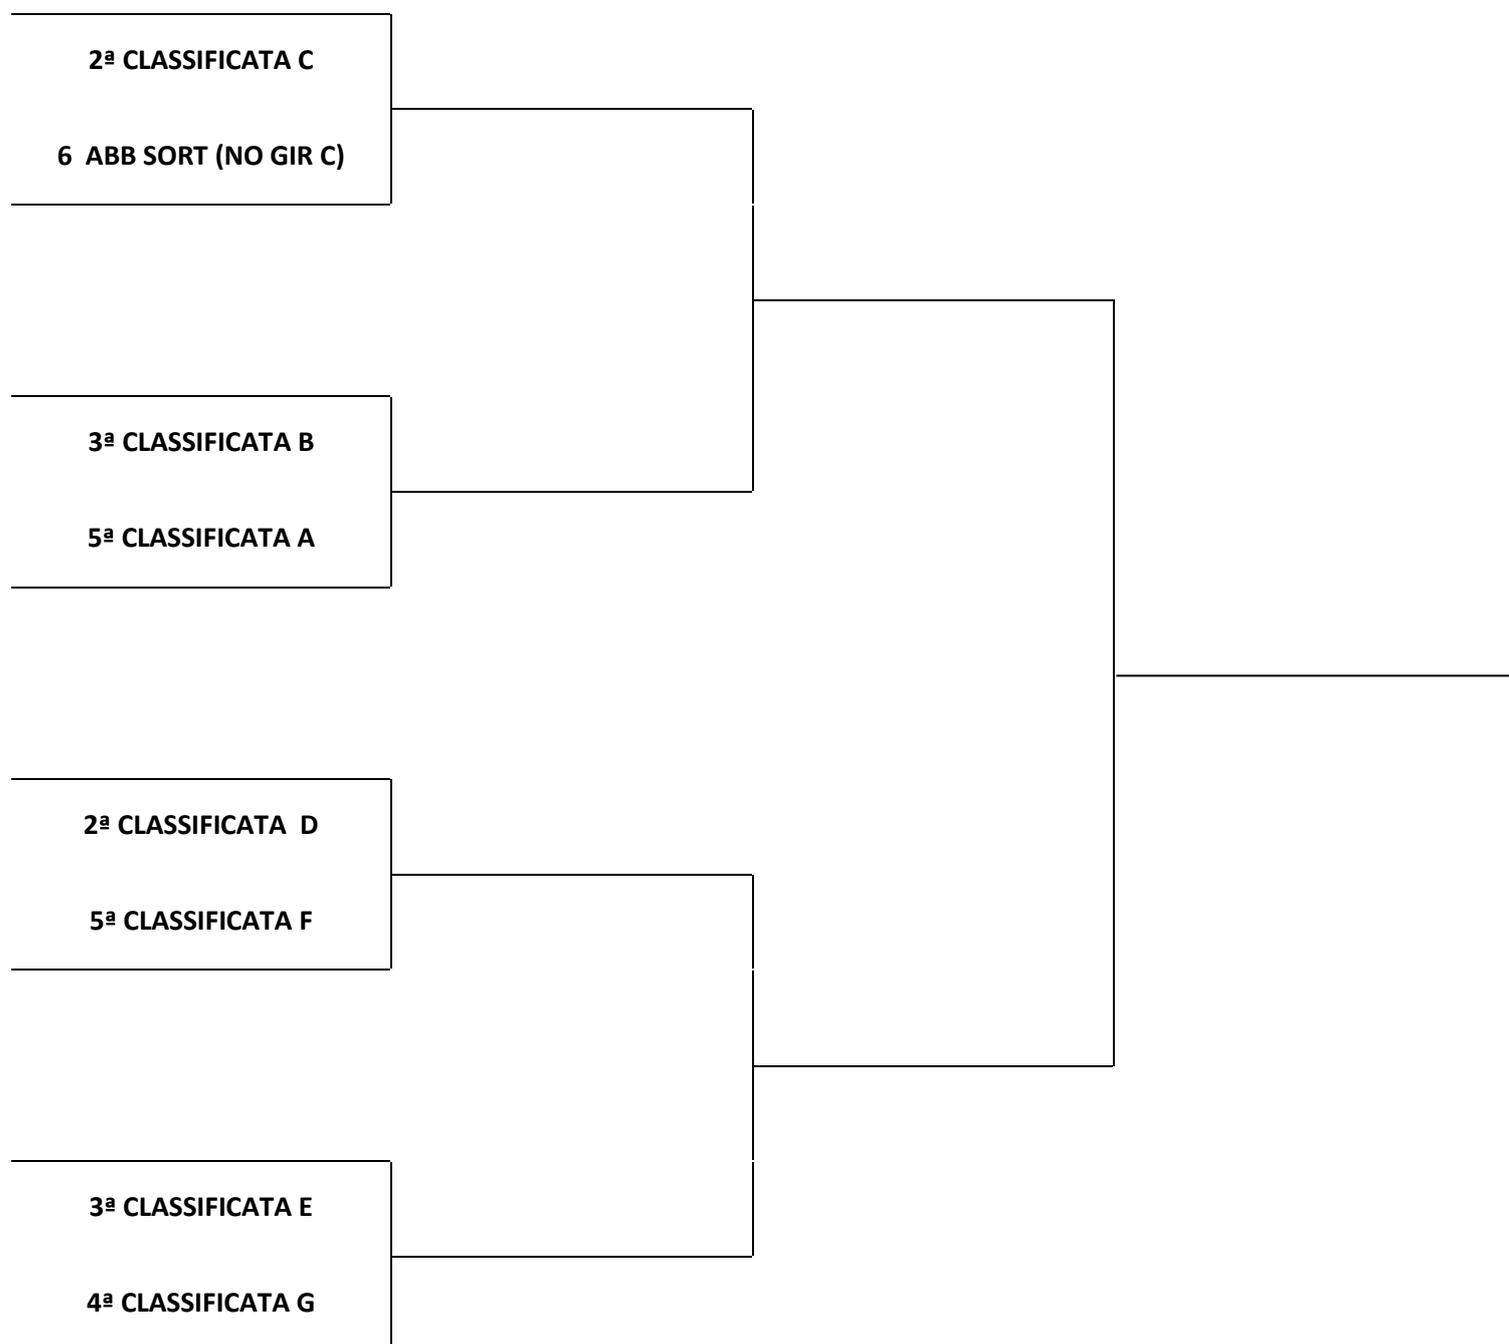 2ª CLASSIFICATA C
6 ABB SORT (NO GIR C)
3ª CLASSIFICATA B
5ª CLASSIFICATA A
2ª CLASSIFICATA D
5ª CLASSIFICATA F
3ª CLASSIFICATA E
4ª CLASSIFICATA G